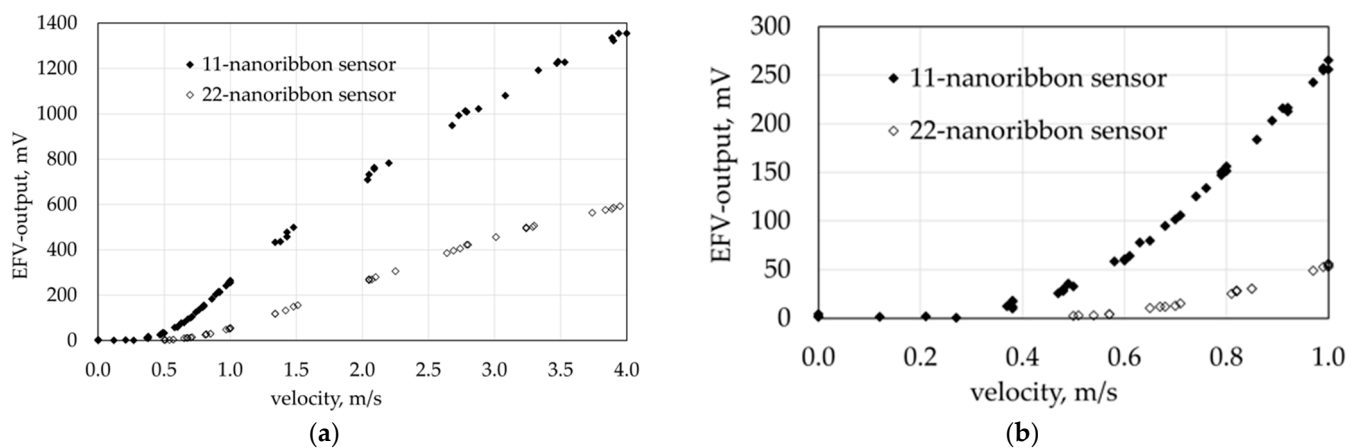 1400
1200
1000
800
600
400
200
0
EFV-output, mV
11-nanoribbon sensor
22-nanoribbon sensor
0.0 0.5 1.0 1.5 2.0 2.5 3.0 3.5 4.0
velocity, m/s
(a)
300
250
200
150
100
50
0
EFV-output, mV
11-nanoribbon sensor
22-nanoribbon sensor
0.0 0.2 0.4 0.6 0.8 1.0
velocity, m/s
(b)